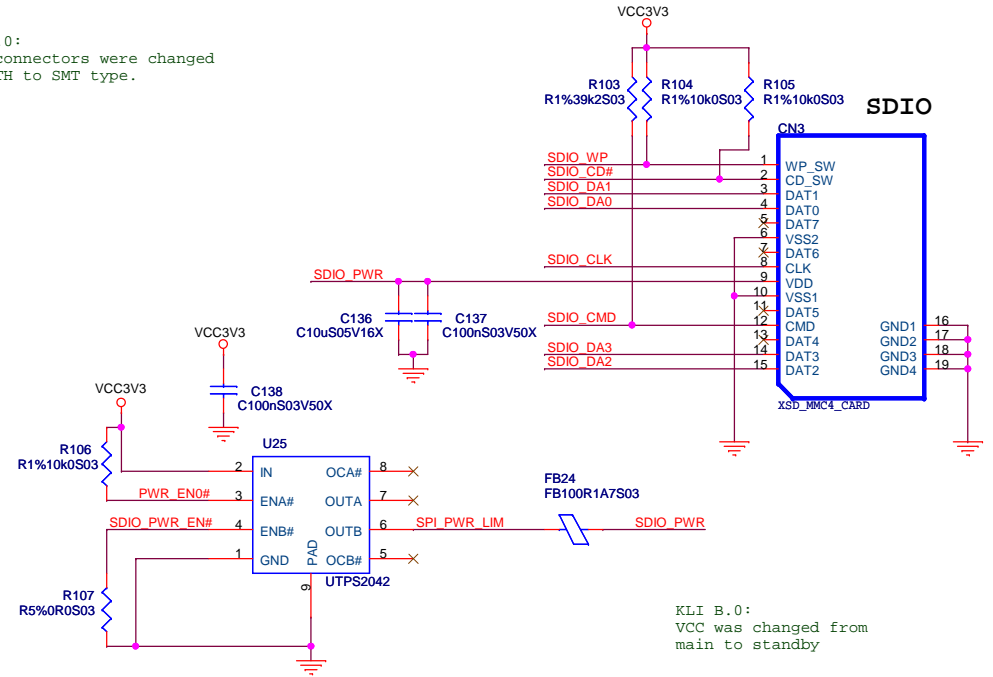 VCC3V3
0:
connectors were changed
TH to SMT type.
R103
R1%39k2S03
R104
R1%10k0S03
R105
R1%10k0S03
SDIO
CN3
SDIO_WP
1
WP_SW
SDIO_CD#
2
CD_SW
SDIO_DA1
3
DAT1
SDIO_DA0
4
DAT0
5
DAT7
6
VSS2
7
DAT6
SDIO_CLK
8
CLK
SDIO_PWR
9
VDD
10
VSS1
11
DAT5
SDIO_CMD
12
CMD
13
DAT4
SDIO_DA3
14
DAT3
SDIO_DA2
15
DAT2
GND1
16
GND2
17
GND3
18
GND4
19
XSD_MMC4_CARD
C136
C10uS05V16X
C137
C100nS03V50X
VCC3V3
C138
C100nS03V50X
VCC3V3
R106
R1%10k0S03
U25
2
IN
PWR_EN0#
3
ENA#
SDIO_PWR_EN#
4
ENB#
1
GND
PAD
9
OCA#
8
OUTA
7
OUTB
6
OCB#
5
UTPS2042
SPI_PWR_LIM
FB24
FB100R1A7S03
SDIO_PWR
R107
R5%0R0S03
KLI B.0:
VCC was changed from
main to standby